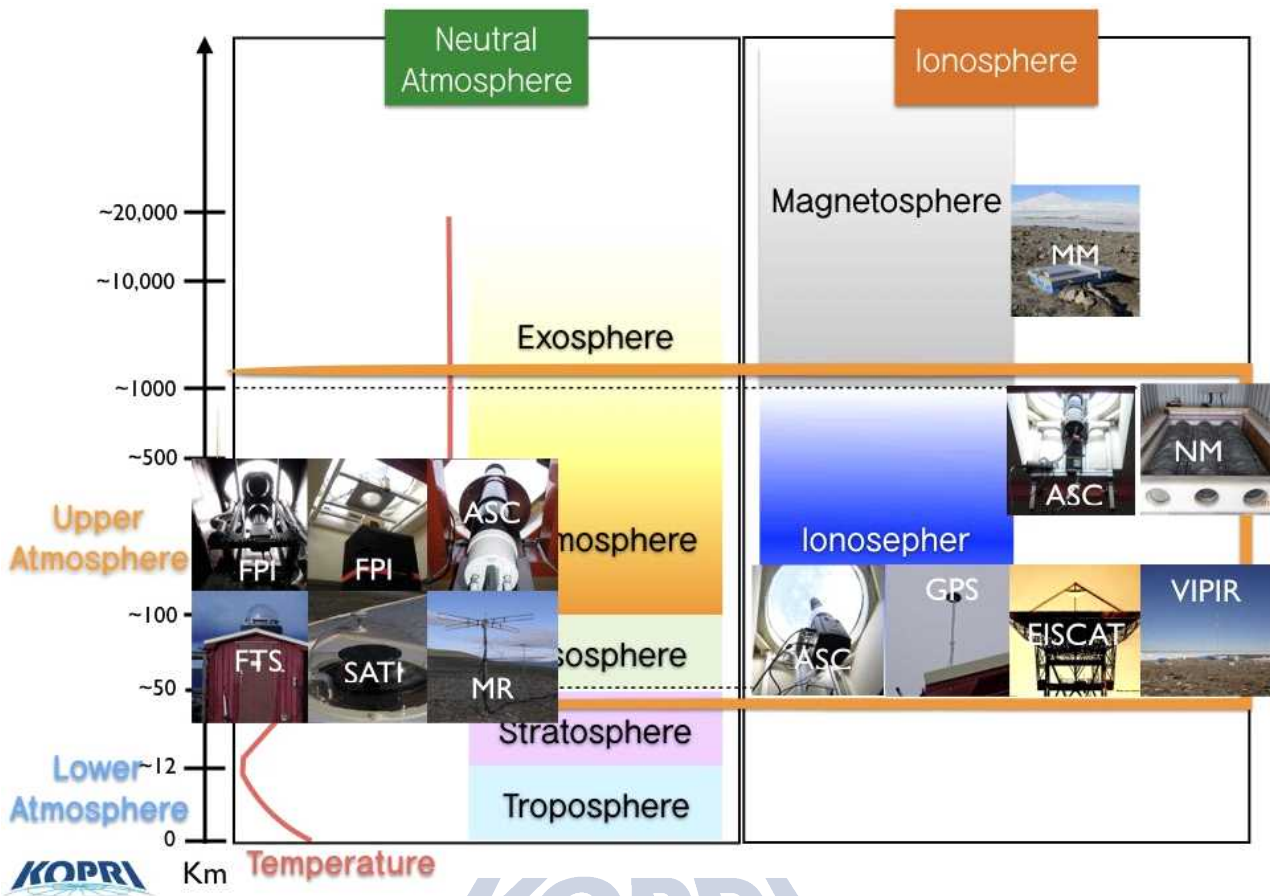 Neutral
Atmosphere
Ionosphere
~20,000
Magnetosphere
MM
~10,000
Exosphere
~1000
~500
ASC
NM
ASC
Upper
Atmosphere
FPI
FPI
mosphere
Ionosepher
~100
GPS
VIPIR
EISCAT
FTS
SATI
MR
sosphere
ASC
~50
Stratosphere
Lower
Atmosphere
~12
Troposphere
0
KOPRI
Km
Temperature
KOPRI